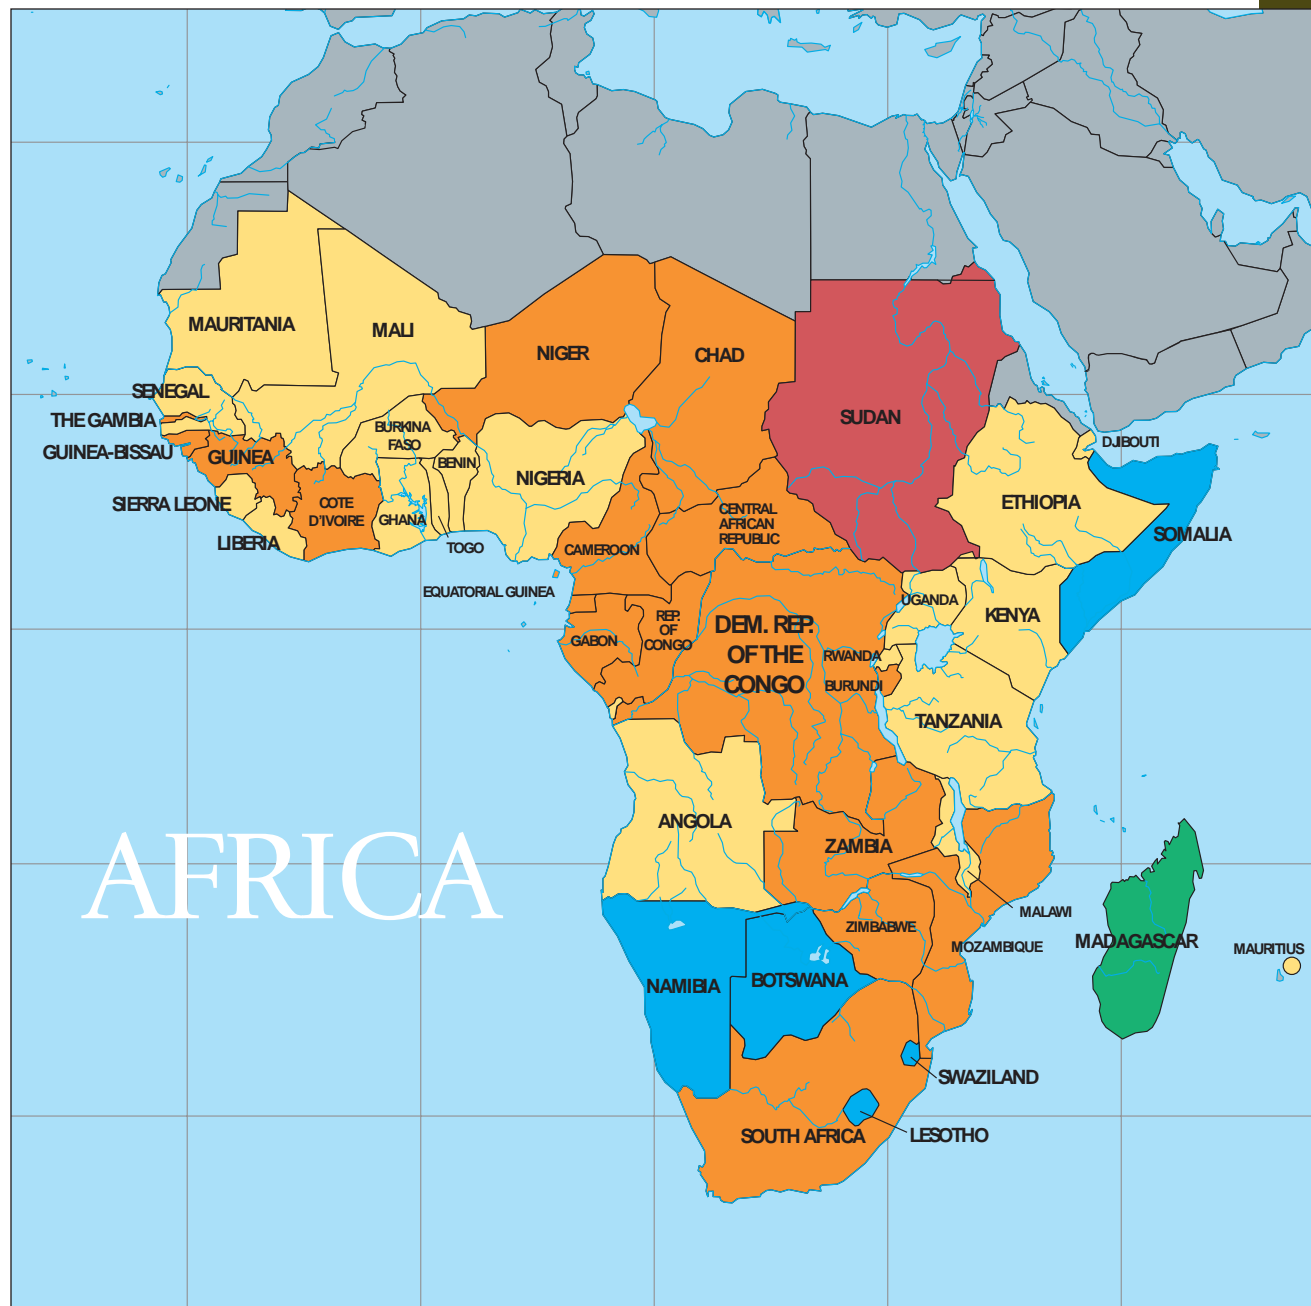 MAURITANIA
MALI
NIGER
CHAD
SUDAN
SENEGAL
THE GAMBIA
GUINEA-BISSAU
GUINEA
BURKINA
FASO
BENIN
NIGERIA
DJIBOUTI
ETHIOPIA
SIERRA LEONE
COTE
D'IVOIRE
GHANA
CENTRAL
AFRICAN
REPUBLIC
SOMALIA
LIBERIA
TOGO
CAMEROON
EQUATORIAL GUINEA
UGANDA
KENYA
GABON
REP.
OF
CONGO
DEM. REP.
OF THE
CONGO
RWANDA
BURUNDI
TANZANIA
ANGOLA
ZAMBIA
AFRICA
MALAWI
ZIMBABWE
MOZAMBIQUE
MADAGASCAR
MAURITIUS
NAMIBIA
BOTSWANA
SWAZILAND
SOUTH AFRICA
LESOTHO